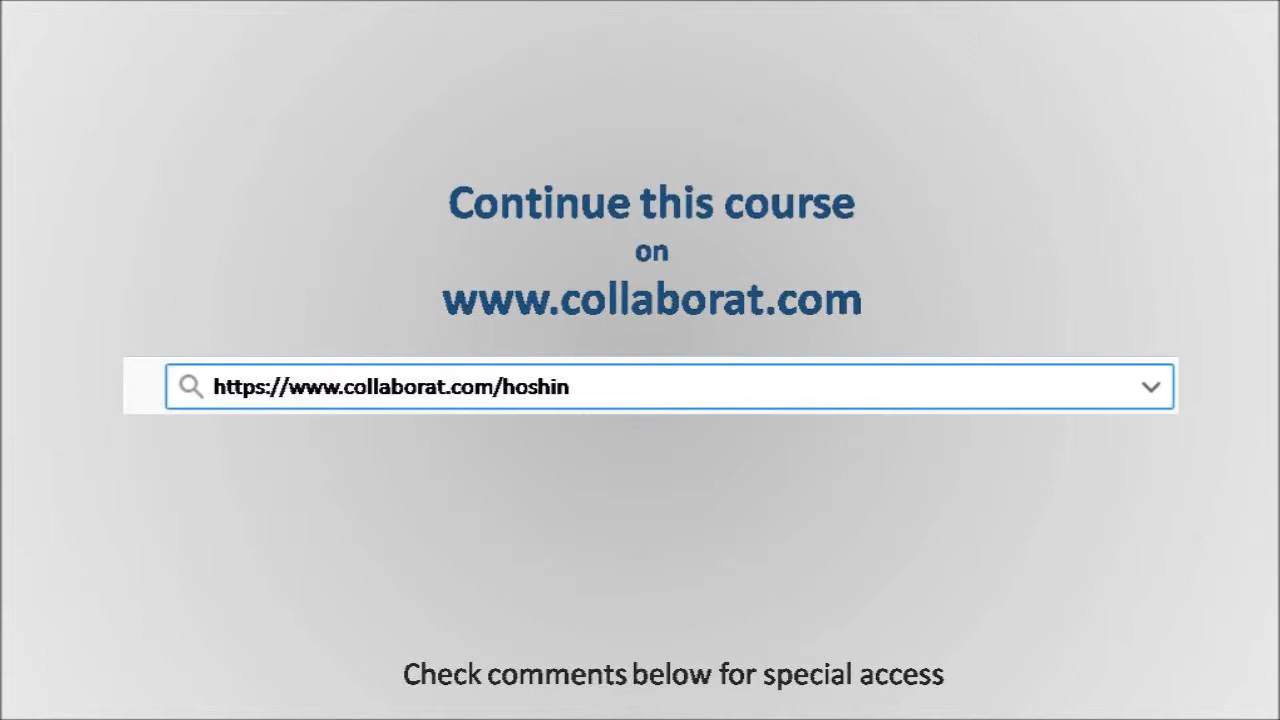 Continue this course
on
www.collaborat.com
https://www.collaborat.com/hoshin
Check comments below for special access